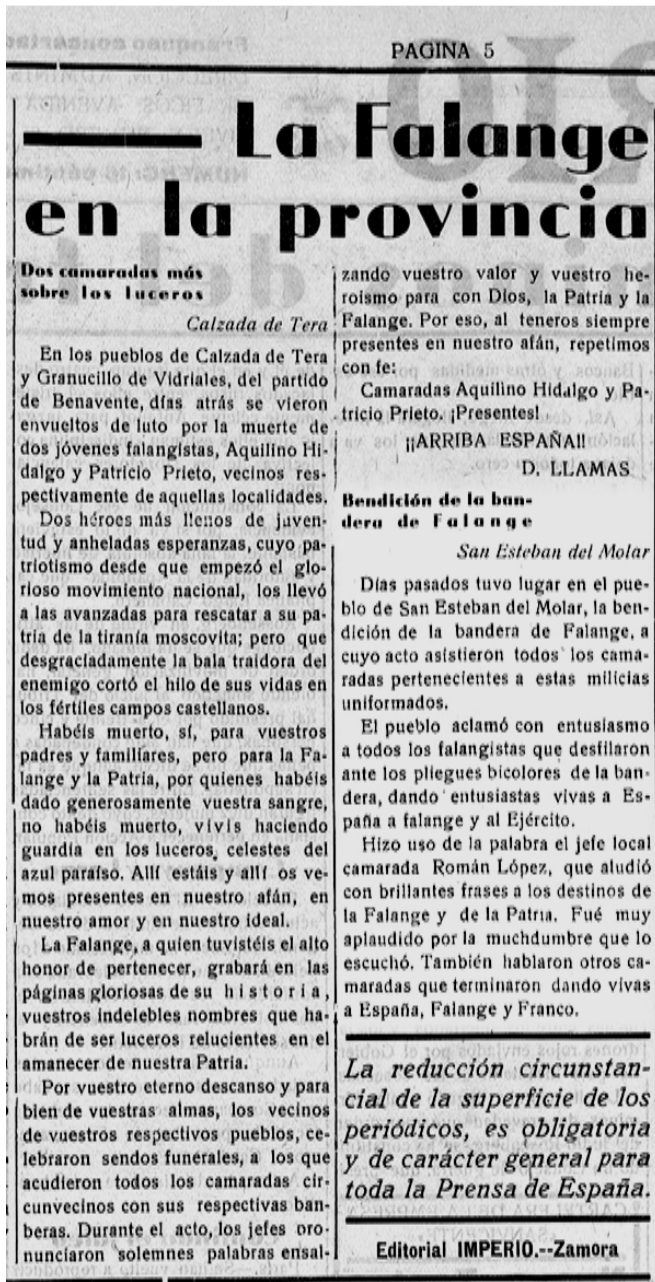 PAGINA 5
La Falange
en la provincia
Dos camaradas más
sobre los luceros
Calzada de Tera
En los pueblos de Calzada de Tera
y Granucillo de Vidriales, del partido
de Benavente, días atrás se vieron
envueltos de luto por la muerte de
dos jóvenes falangistas, Aquilino Hi-
dalgo y Patricio Prieto, vecinos res-
pectivamente de aquellas localidades.
Dos héroes más llenos de juven-
tud y anheladas esperanzas, cuyo pa-
triotismo desde que empezó el glo-
rioso movimiento nacional, los llevó
a las avanzadas para rescatar a su pa-
tria de la tiranía moscovita; pero que
desgraciadamente la bala traidora del
enemigo cortó el hilo de sus vidas en
los fértiles campos castellanos.
Habéis muerto, sí, para vuestros
padres y familiares, pero para la Fa-
lange y la Patria, por quienes habéis
dado generosamente vuestra sangre,
no habéis muerto, vivis haciendo
guardia en los luceros, celestes del
azul paraíso. Allí estáis y allí os ve-
mos presentes en nuestro afán, en
nuestro amor y en nuestro ideal.
La Falange, a quien tuvistéis el alto
honor de pertenecer, grabará en las
páginas gloriosas de su historia,
vuestros indelebles nombres que ha-
brán de ser luceros relucientes en el
amanecer de nuestra Patria.
Por vuestro eterno descanso y para
bien de vuestras almas, los vecinos
de vuestros respectivos pueblos, ce-
lebraron sendos funerales, a los que
acudieron todos los camaradas cir-
cunvecinos con sus respectivas ban-
beras. Durante el acto, los jefes oro-
nunciaron solemnes palabras ensal-
zando vuestro valor y vuestro he-
roismo para con Dios, la Patria y la
Falange. Por eso, al teneros siempre
presentes en nuestro afán, repetimos
con fe:
Camaradas Aquilino Hidalgo y Pa-
tricio Prieto. ¡Presentes!
¡¡ARRIBA ESPAÑA!!
D. LLAMAS
Bendición de la ban-
dera de Falange
San Esteban del Molar
Días pasados tuvo lugar en el pue-
blo de San Esteban del Molar, la ben-
dición de la bandera de Falange, a
cuyo acto asistieron todos los cama-
radas pertenecientes a estas milicias
uniformados.
El pueblo aclamó con entusiasmo
a todos los falangistas que desfilaron
ante los pliegues bicolores de la ban-
dera, dando entusiastas vivas a Es-
paña a falange y al Ejército.
Hizo uso de la palabra el jefe local
camarada Román López, que aludió
con brillantes frases a los destinos de
la Falange y de la Patria. Fué muy
aplaudido por la muchdumbre que lo
escuchó. También hablaron otros ca-
maradas que terminaron dando vivas
a España, Falange y Franco.
La reducción circunstan-
cial de la superficie de los
periódicos, es obligatoria
y de carácter general para
toda la Prensa de España.
Editorial IMPERIO.--Zamora